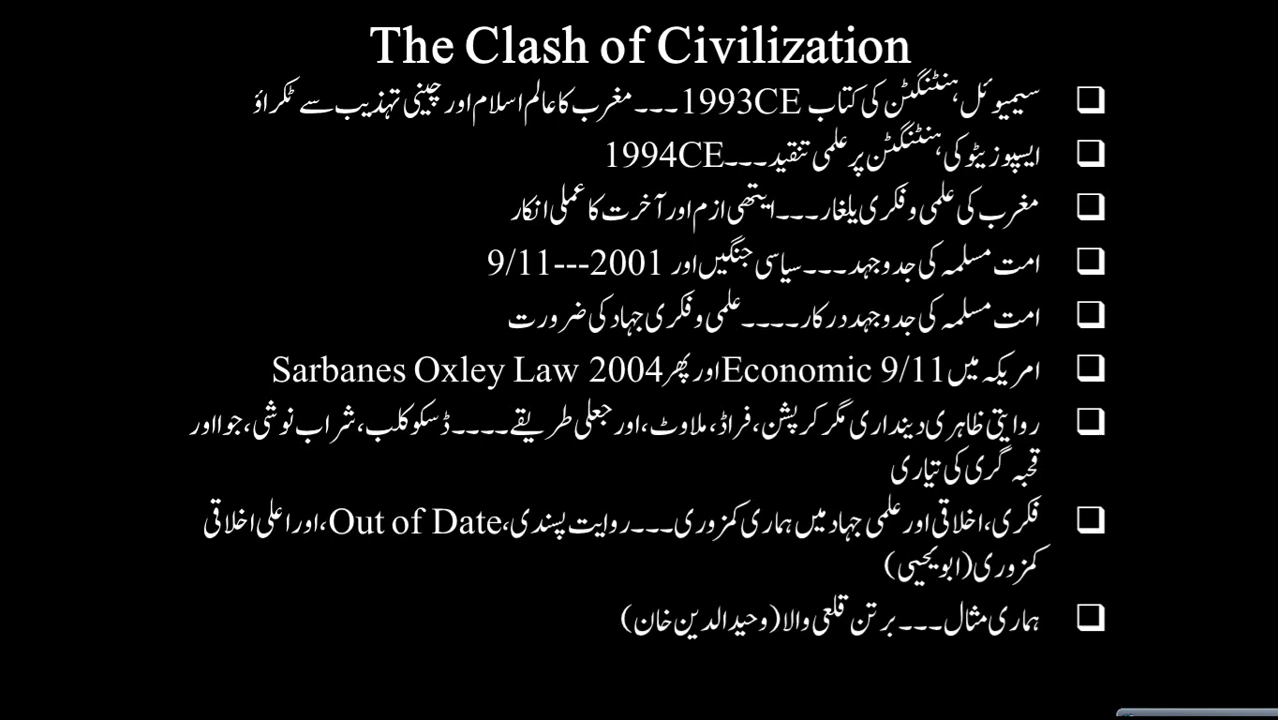 The Clash of Civilization
سیمیوئل ہنٹنگٹن کی کتاب 1993CE ۔۔۔ مغرب کا عالم اسلام اور چینی تہذیب سے ٹکراؤ
ایسپوزیٹو کی ہنٹنگٹن پر علمی تنقید۔۔۔1994CE
مغرب کی علمی و فکری یلغار۔۔۔ایتھی ازم اور آخرت کا عملی انکار
امت مسلمہ کی جدوجہد۔۔۔سیاسی جنگیں اور 2001---9/11
امت مسلمہ کی جدوجہد درکار۔۔۔۔علمی و فکری جہاد کی ضرورت
امریکہ میں Economic 9/11 اور پھر Sarbanes Oxley Law 2004
روایتی ظاہری دینداری مگر کرپشن، فراڈ، ملاوٹ، اور جعلی طریقے۔۔۔۔ڈسکو کلب، شراب نوشی، جوا اور
قحبہ گری کی تیاری
فکری، اخلاقی اور علمی جہاد میں ہماری کمزوری۔۔۔روایت پسندی، Out of Date، اور اعلی اخلاقی
کمزوری (ابویحیی)
ہماری مثال۔۔۔ برتن قلعی والا (وحید الدین خان)